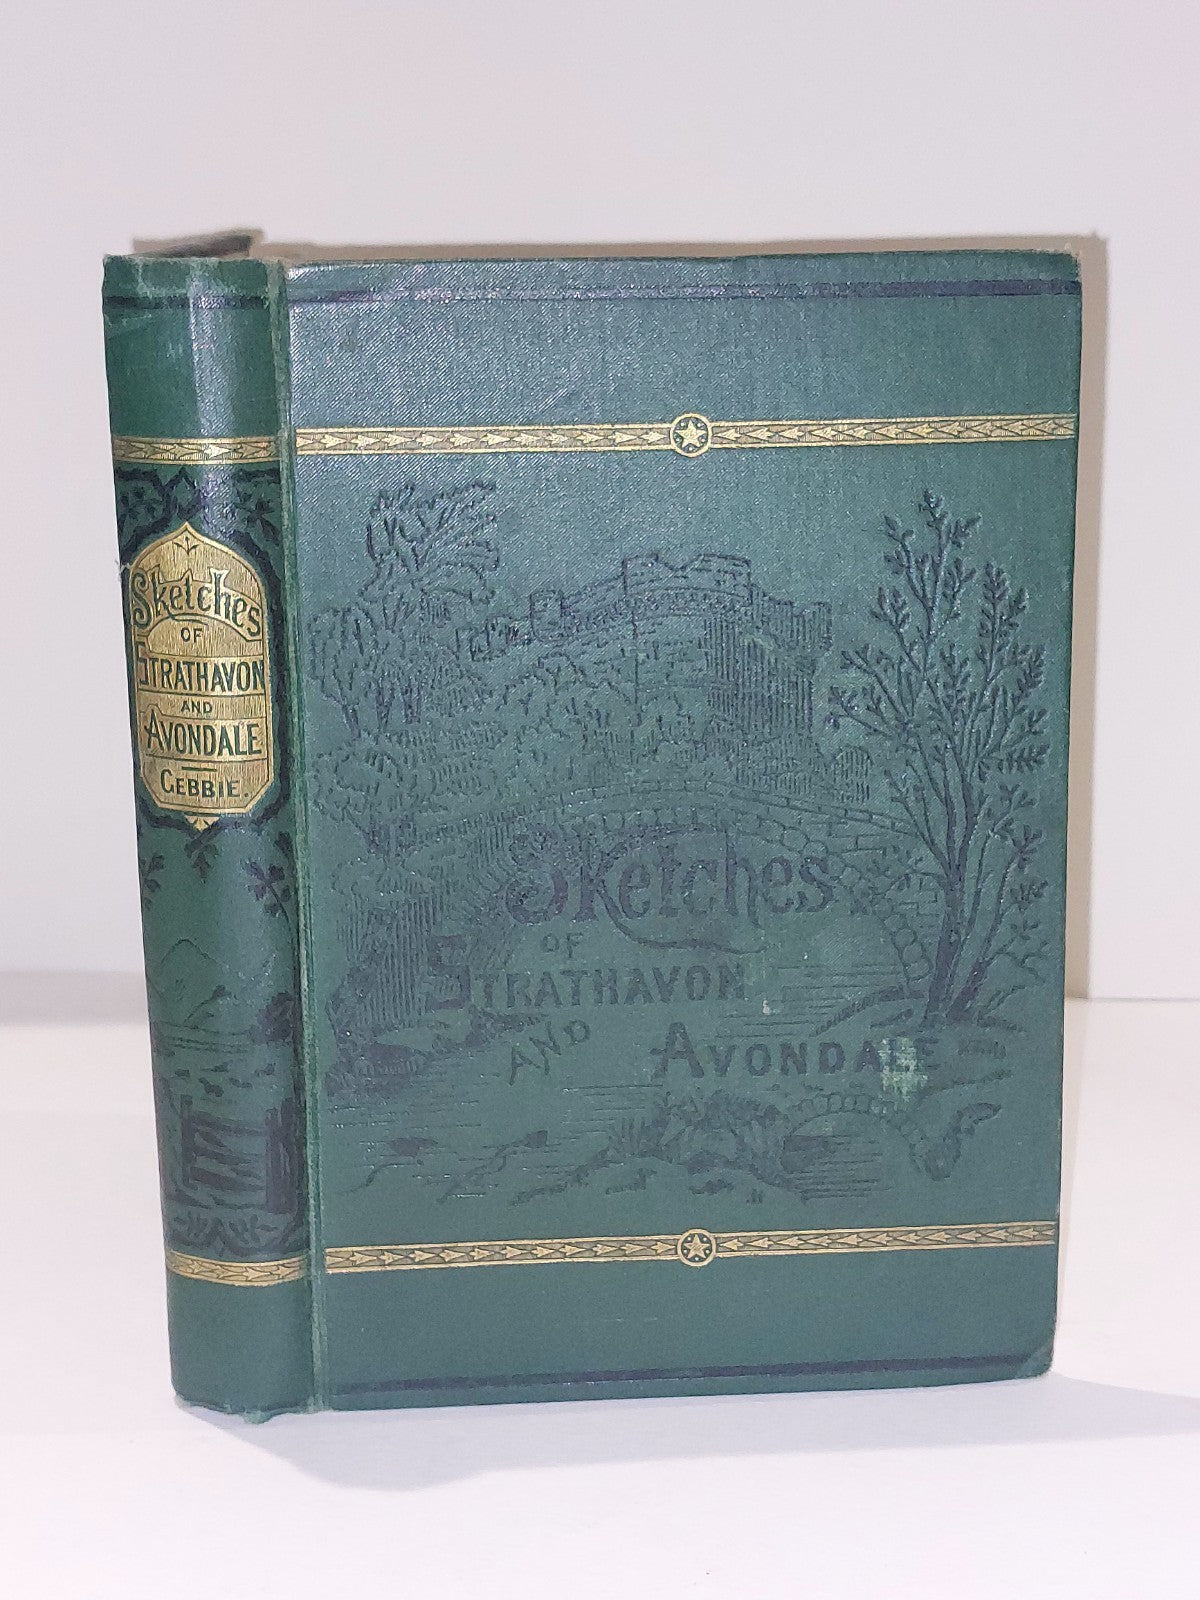 Sketches
OF
STRATHAVON
AND
AVONDALE
GEBBIE.
Sketches
OF
STRATHAVON
AND AVONDALE